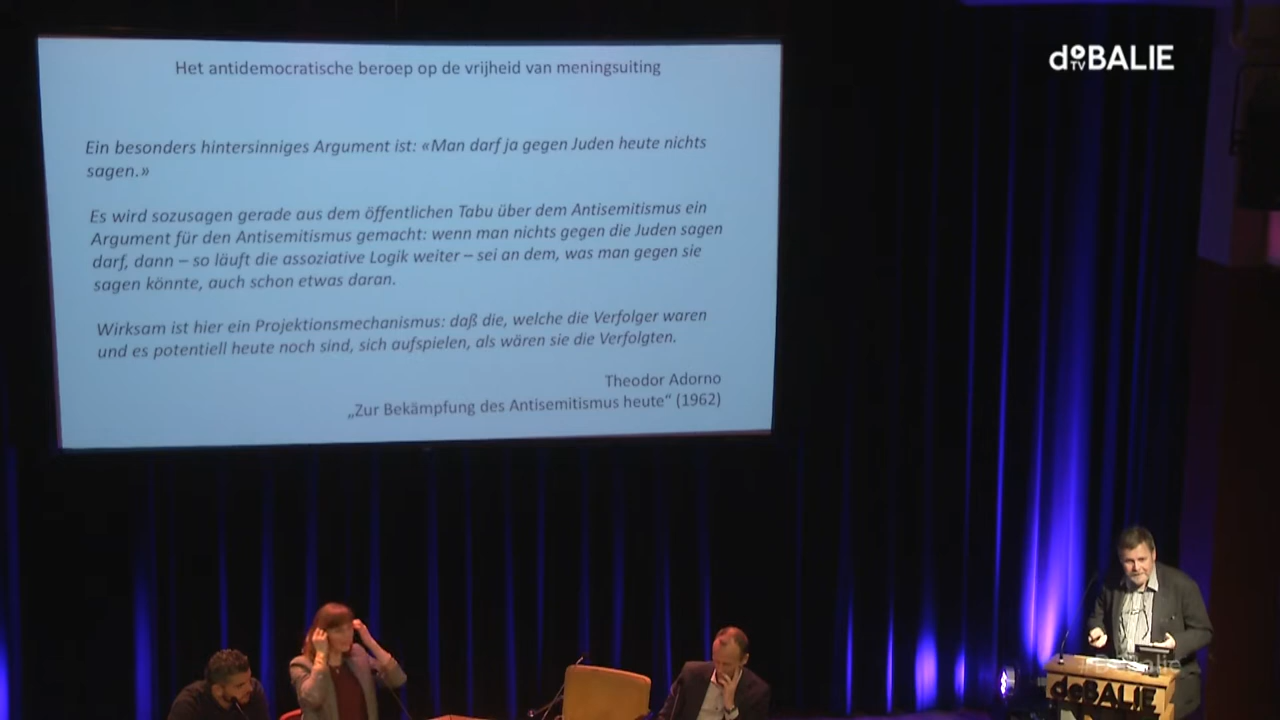 Het antidemocratische beroep op de vrijheid van meningsuiting
Ein besonders hintersinniges Argument ist: «Man darf ja gegen Juden heute nichts
sagen.»
Es wird sozusagen gerade aus dem öffentlichen Tabu über dem Antisemitismus ein
Argument für den Antisemitismus gemacht: wenn man nichts gegen die Juden sagen
darf, dann – so läuft die assoziative Logik weiter – sei an dem, was man gegen sie
sagen könnte, auch schon etwas daran.
Wirksam ist hier ein Projektionsmechanismus: daß die, welche die Verfolger waren
und es potentiell heute noch sind, sich aufspielen, als wären sie die Verfolgten.
Theodor Adorno
„Zur Bekämpfung des Antisemitismus heute“ (1962)
deBALIE
TV
deBALIE